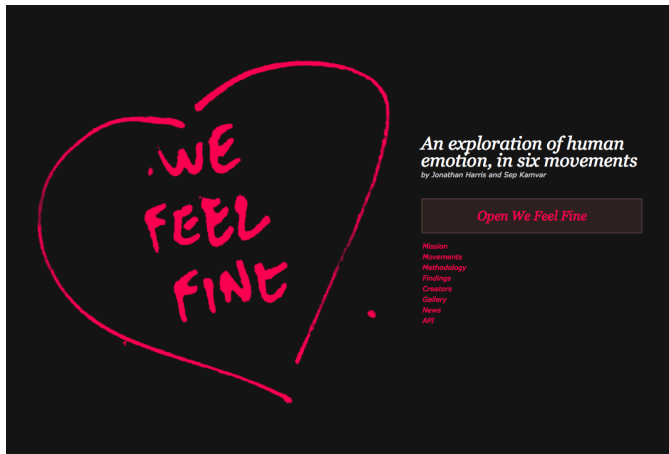 WE
FEEL
FINE
An exploration of human
emotion, in six movements
by Jonathan Harris and Sep Kamvar
Open We Feel Fine
Mission
Movements
Methodology
Findings
Creators
Gallery
News
API